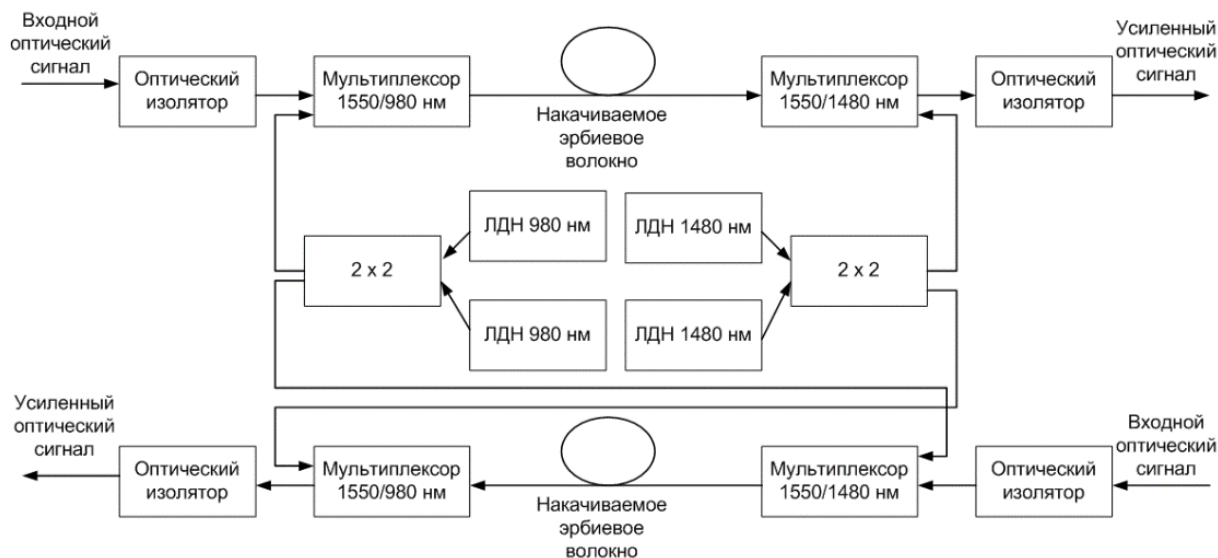 Входной
оптический
сигнал
Усиленный
оптический
сигнал
Оптический
изолятор
Мультиплексор
1550/980 нм
Накачиваемое
эрбиевое
волокно
Мультиплексор
1550/1480 нм
Оптический
изолятор
ЛДН 980 нм
ЛДН 1480 нм
2 x 2
2 x 2
ЛДН 980 нм
ЛДН 1480 нм
Усиленный
оптический
сигнал
Входной
оптический
сигнал
Оптический
изолятор
Мультиплексор
1550/980 нм
Накачиваемое
эрбиевое
волокно
Мультиплексор
1550/1480 нм
Оптический
изолятор